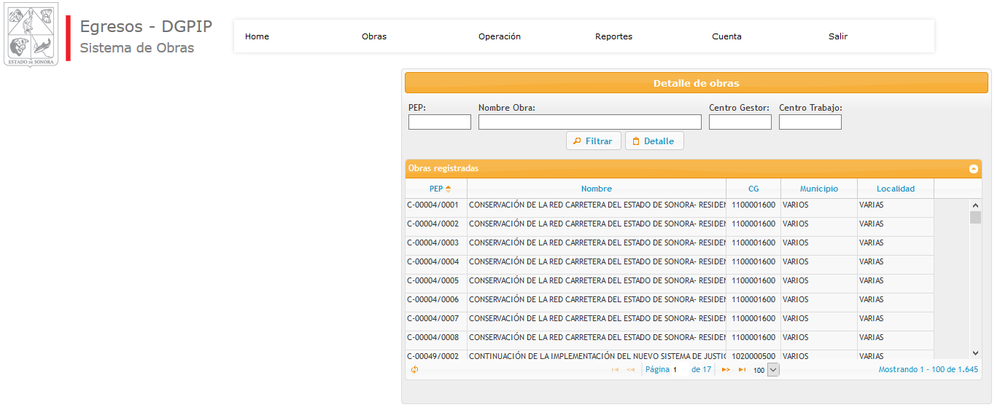 ESTADO DE SONORA
Egresos - DGPIP
Sistema de Obras
Home Obras Operación Reportes Cuenta Salir
Detalle de obras
PEP: Nombre Obra: Centro Gestor: Centro Trabajo:
Filtrar Detalle
Obras registradas
PEP Nombre CG Municipio Localidad
C-00004/0001 CONSERVACIÓN DE LA RED CARRETERA DEL ESTADO DE SONORA- RESIDEN 1100001600 VARIOS VARIAS
C-00004/0002 CONSERVACIÓN DE LA RED CARRETERA DEL ESTADO DE SONORA- RESIDEN 1100001600 VARIOS VARIAS
C-00004/0003 CONSERVACIÓN DE LA RED CARRETERA DEL ESTADO DE SONORA- RESIDEN 1100001600 VARIOS VARIAS
C-00004/0004 CONSERVACIÓN DE LA RED CARRETERA DEL ESTADO DE SONORA- RESIDEN 1100001600 VARIOS VARIAS
C-00004/0005 CONSERVACIÓN DE LA RED CARRETERA DEL ESTADO DE SONORA- RESIDEN 1100001600 VARIOS VARIAS
C-00004/0006 CONSERVACIÓN DE LA RED CARRETERA DEL ESTADO DE SONORA- RESIDEN 1100001600 VARIOS VARIAS
C-00004/0007 CONSERVACIÓN DE LA RED CARRETERA DEL ESTADO DE SONORA- RESIDEN 1100001600 VARIOS VARIAS
C-00004/0008 CONSERVACIÓN DE LA RED CARRETERA DEL ESTADO DE SONORA- RESIDEN 1100001600 VARIOS VARIAS
C-00049/0002 CONTINUACIÓN DE LA IMPLEMENTACIÓN DEL NUEVO SISTEMA DE JUSTIC 1020000500 VARIOS VARIAS
Página 1 de 17 100 Mostrando 1 - 100 de 1.645